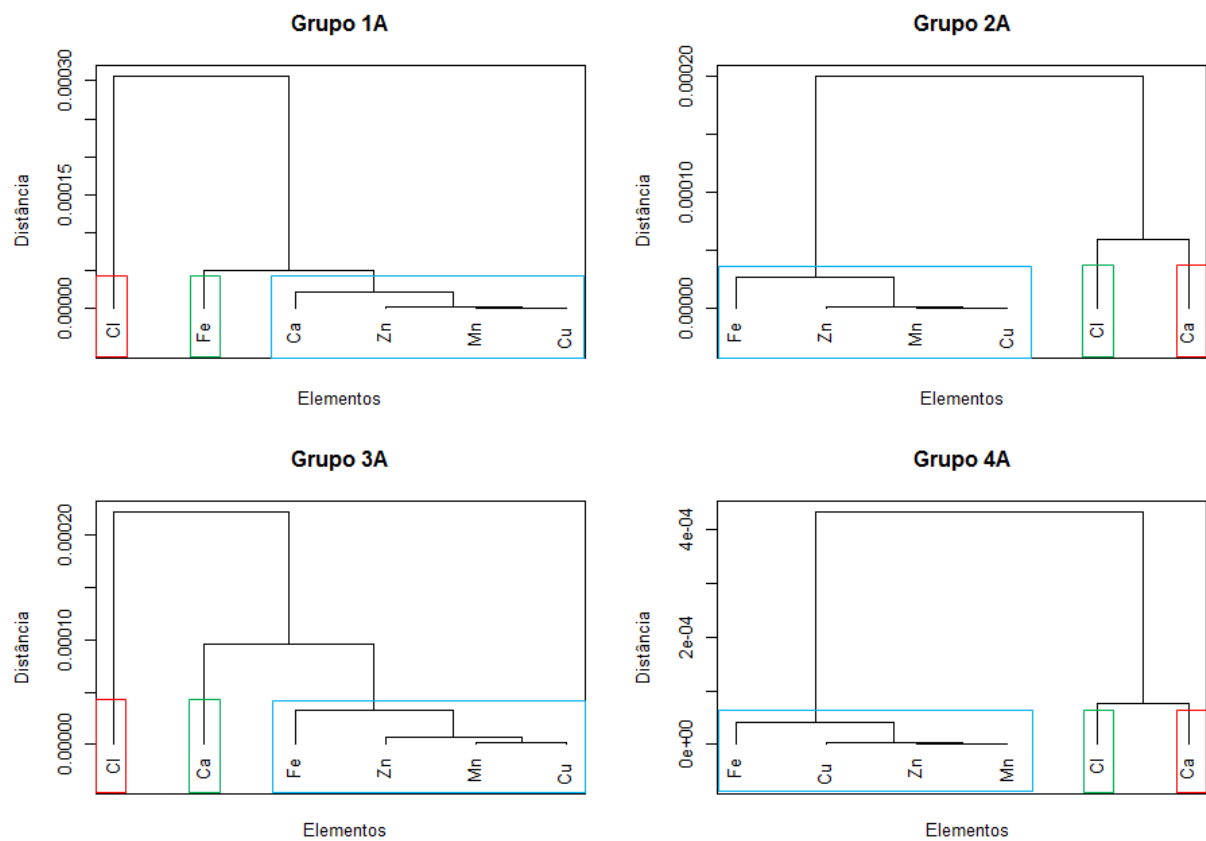 Grupo 1A
Distância
0.00000 0.00015 0.00030
Cl Fe Ca Zn Mn Cu
Elementos
Grupo 2A
Distância
0.00000 0.00010 0.00020
Fe Zn Mn Cu Cl Ca
Elementos
Grupo 3A
Distância
0.00000 0.00010 0.00020
Cl Ca Fe Zn Mn Cu
Elementos
Grupo 4A
Distância
0e+00 2e-04 4e-04
Fe Cu Zn Mn Cl Ca
Elementos